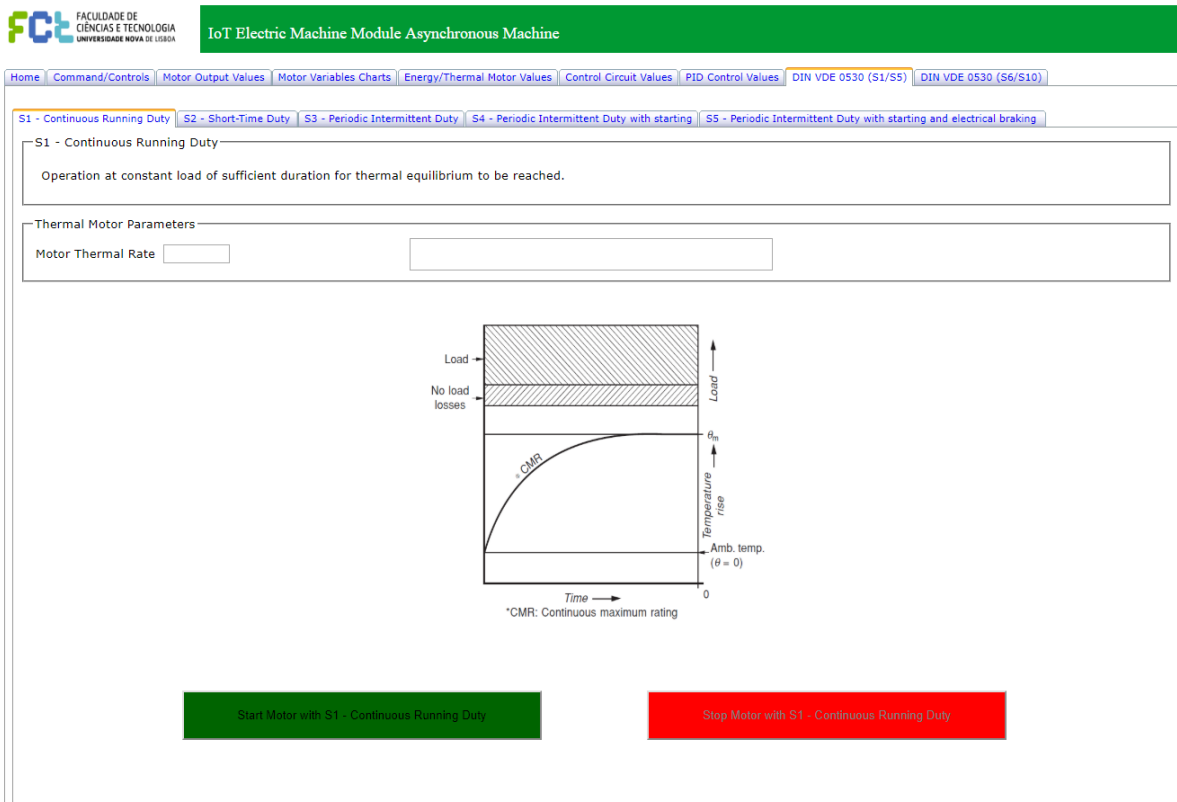 FCt
FACULDADE DE
CIÊNCIAS E TECNOLOGIA
UNIVERSIDADE NOVA DE LISBOA
IoT Electric Machine Module Asynchronous Machine
Home Command/Controls Motor Output Values Motor Variables Charts Energy/Thermal Motor Values Control Circuit Values PID Control Values DIN VDE 0530 (S1/S5) DIN VDE 0530 (S6/S10)
S1 - Continuous Running Duty S2 - Short-Time Duty S3 - Periodic Intermittent Duty S4 - Periodic Intermittent Duty with starting S5 - Periodic Intermittent Duty with starting and electrical braking
S1 - Continuous Running Duty
Operation at constant load of sufficient duration for thermal equilibrium to be reached.
Thermal Motor Parameters
Motor Thermal Rate
Load
No load
losses
Load
θm
*CMR
Temperature
rise
Amb. temp.
(θ = 0)
0
Time
*CMR: Continuous maximum rating
Start Motor with S1 - Continuous Running Duty
Stop Motor with S1 - Continuous Running Duty